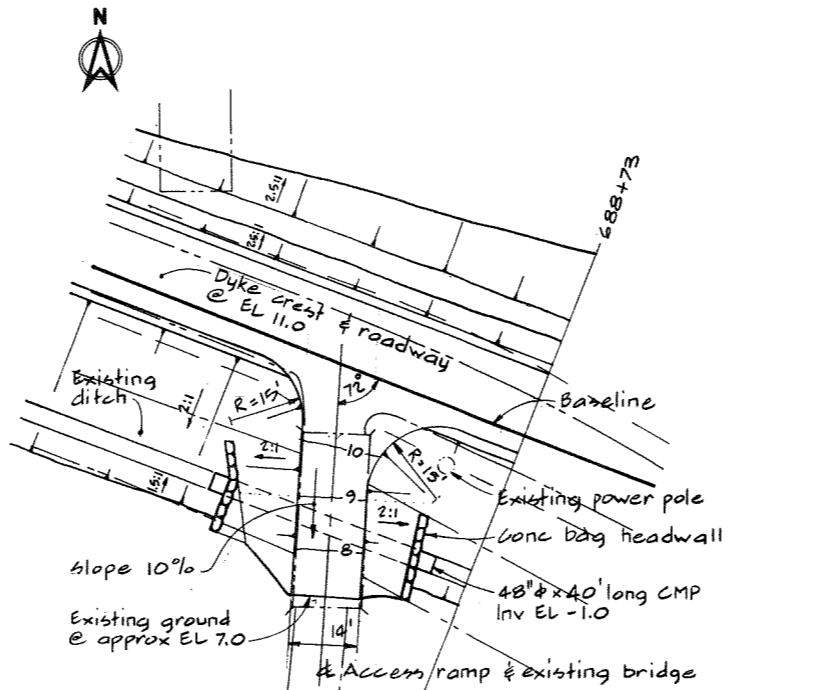 N
688+73
2.5:1
2.5:1
Dyke crest & roadway
@ EL 11.0
72°
Existing
ditch
2:1
R=15'
Baseline
2:1
10
R=15'
9
Existing power pole
2:1
Conc bag headwall
1.5:1
8
Slope 10%
48"ϕ x 40' long CMP
Inv EL -1.0
Existing ground
@ approx EL 7.0
14'
℄ Access ramp & existing bridge